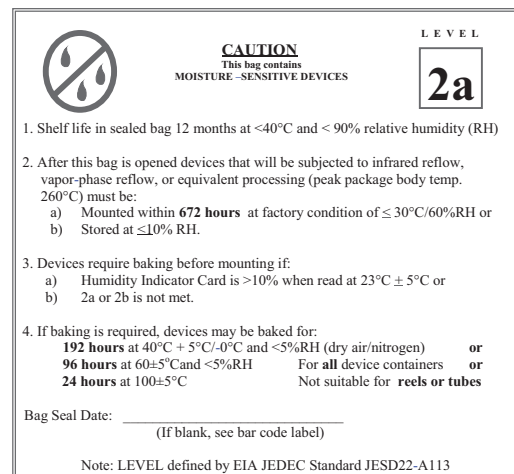 LEVEL
CAUTION
This bag contains
MOISTURE –SENSITIVE DEVICES
2a
1. Shelf life in sealed bag 12 months at <40°C and < 90% relative humidity (RH)
2. After this bag is opened devices that will be subjected to infrared reflow,
vapor-phase reflow, or equivalent processing (peak package body temp.
260°C) must be:
a) Mounted within 672 hours at factory condition of ≤ 30°C/60%RH or
b) Stored at ≤10% RH.
3. Devices require baking before mounting if:
a) Humidity Indicator Card is >10% when read at 23°C ± 5°C or
b) 2a or 2b is not met.
4. If baking is required, devices may be baked for:
192 hours at 40°C + 5°C/-0°C and <5%RH (dry air/nitrogen) or
96 hours at 60±5°Cand <5%RH For all device containers or
24 hours at 100±5°C Not suitable for reels or tubes
Bag Seal Date: ______________________________
(If blank, see bar code label)
Note: LEVEL defined by EIA JEDEC Standard JESD22-A113